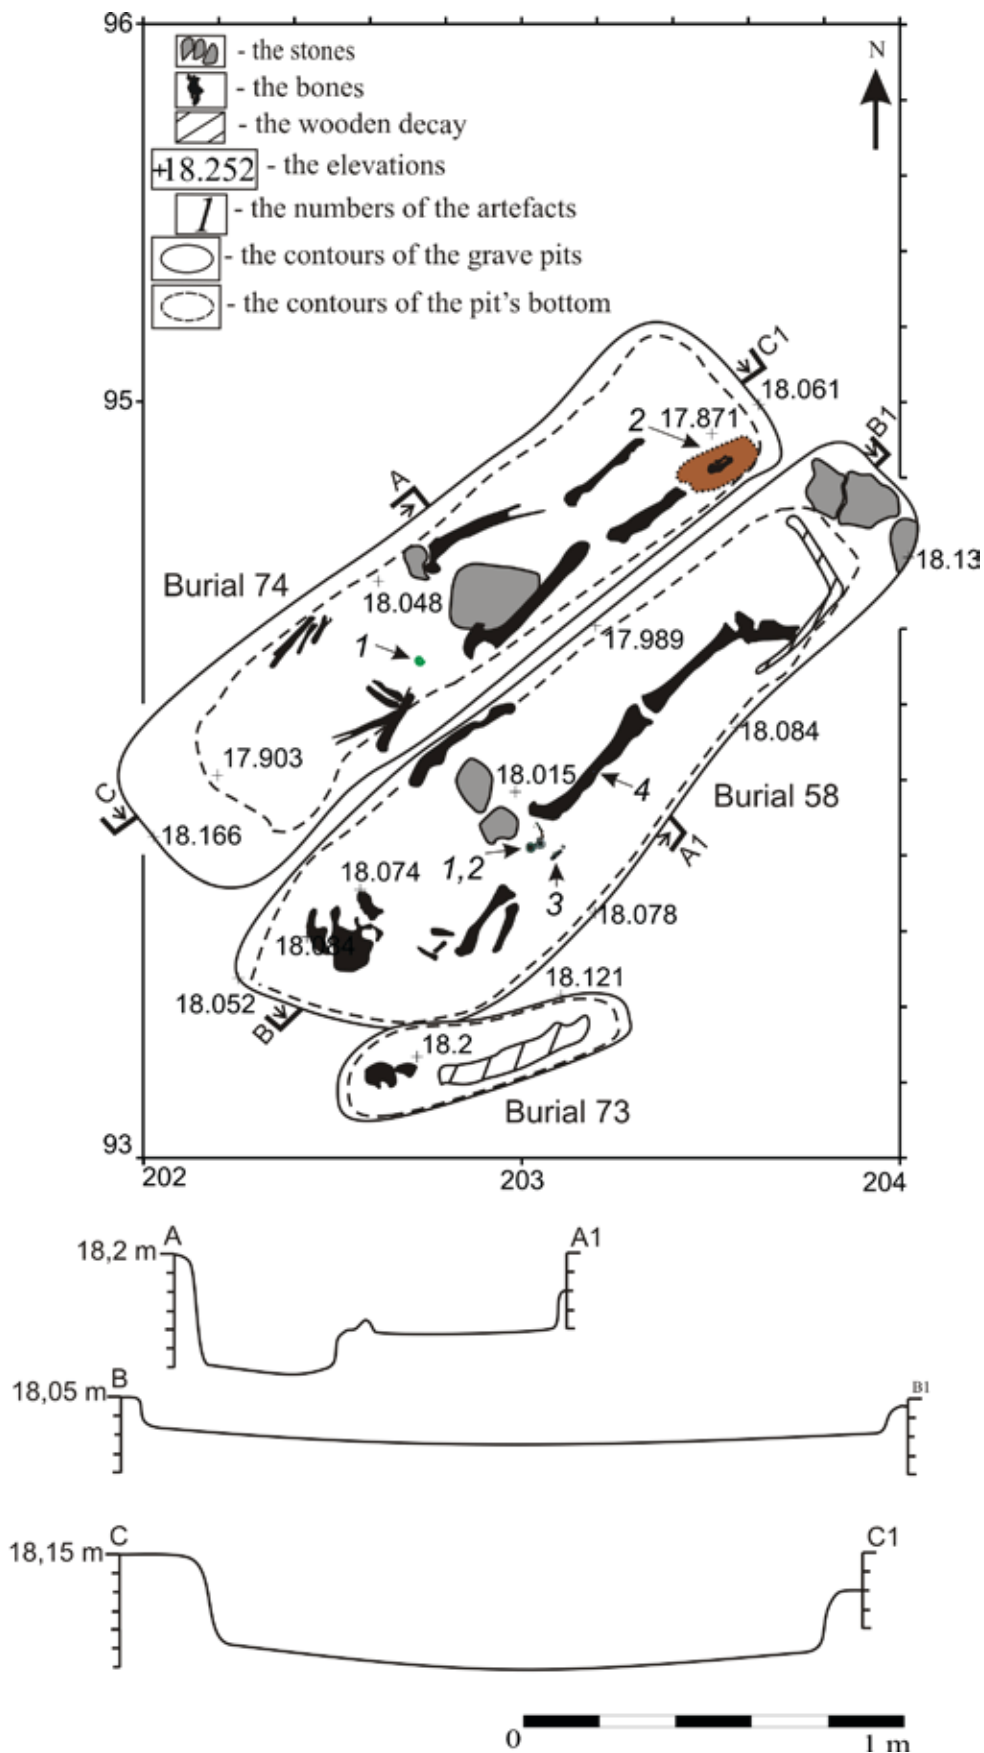 96
- the stones
N
- the bones
- the wooden decay
+18.252 - the elevations
1 - the numbers of the artefacts
- the contours of the grave pits
- the contours of the pit's bottom
C1
18.061
95
2 17.871
B1
A
18.13
Burial 74
18.048
17.989
1
18.084
17.903
18.015
4
Burial 58
C
18.166
A1
1,2
18.074
3
18.078
18.084
18.121
18.052
B
18.2
Burial 73
93
202 203 204
A A1
18,2 m
B B1
18,05 m
C C1
18,15 m
0 1 m